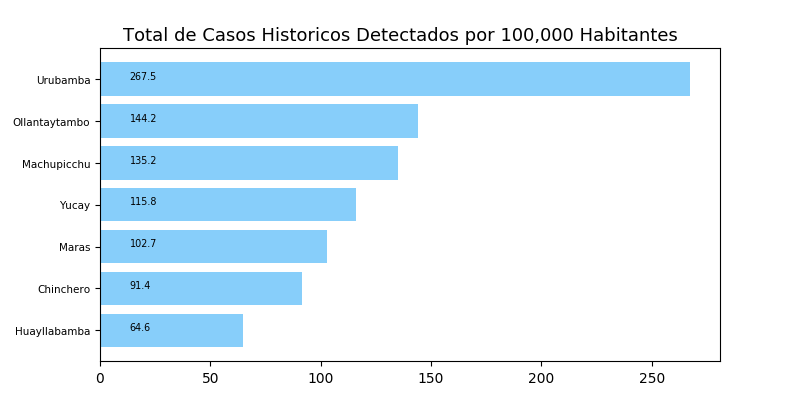 Total de Casos Historicos Detectados por 100,000 Habitantes
Urubamba 267.5
Ollantaytambo 144.2
Machupicchu 135.2
Yucay 115.8
Maras 102.7
Chinchero 91.4
Huayllabamba 64.6
0 50 100 150 200 250